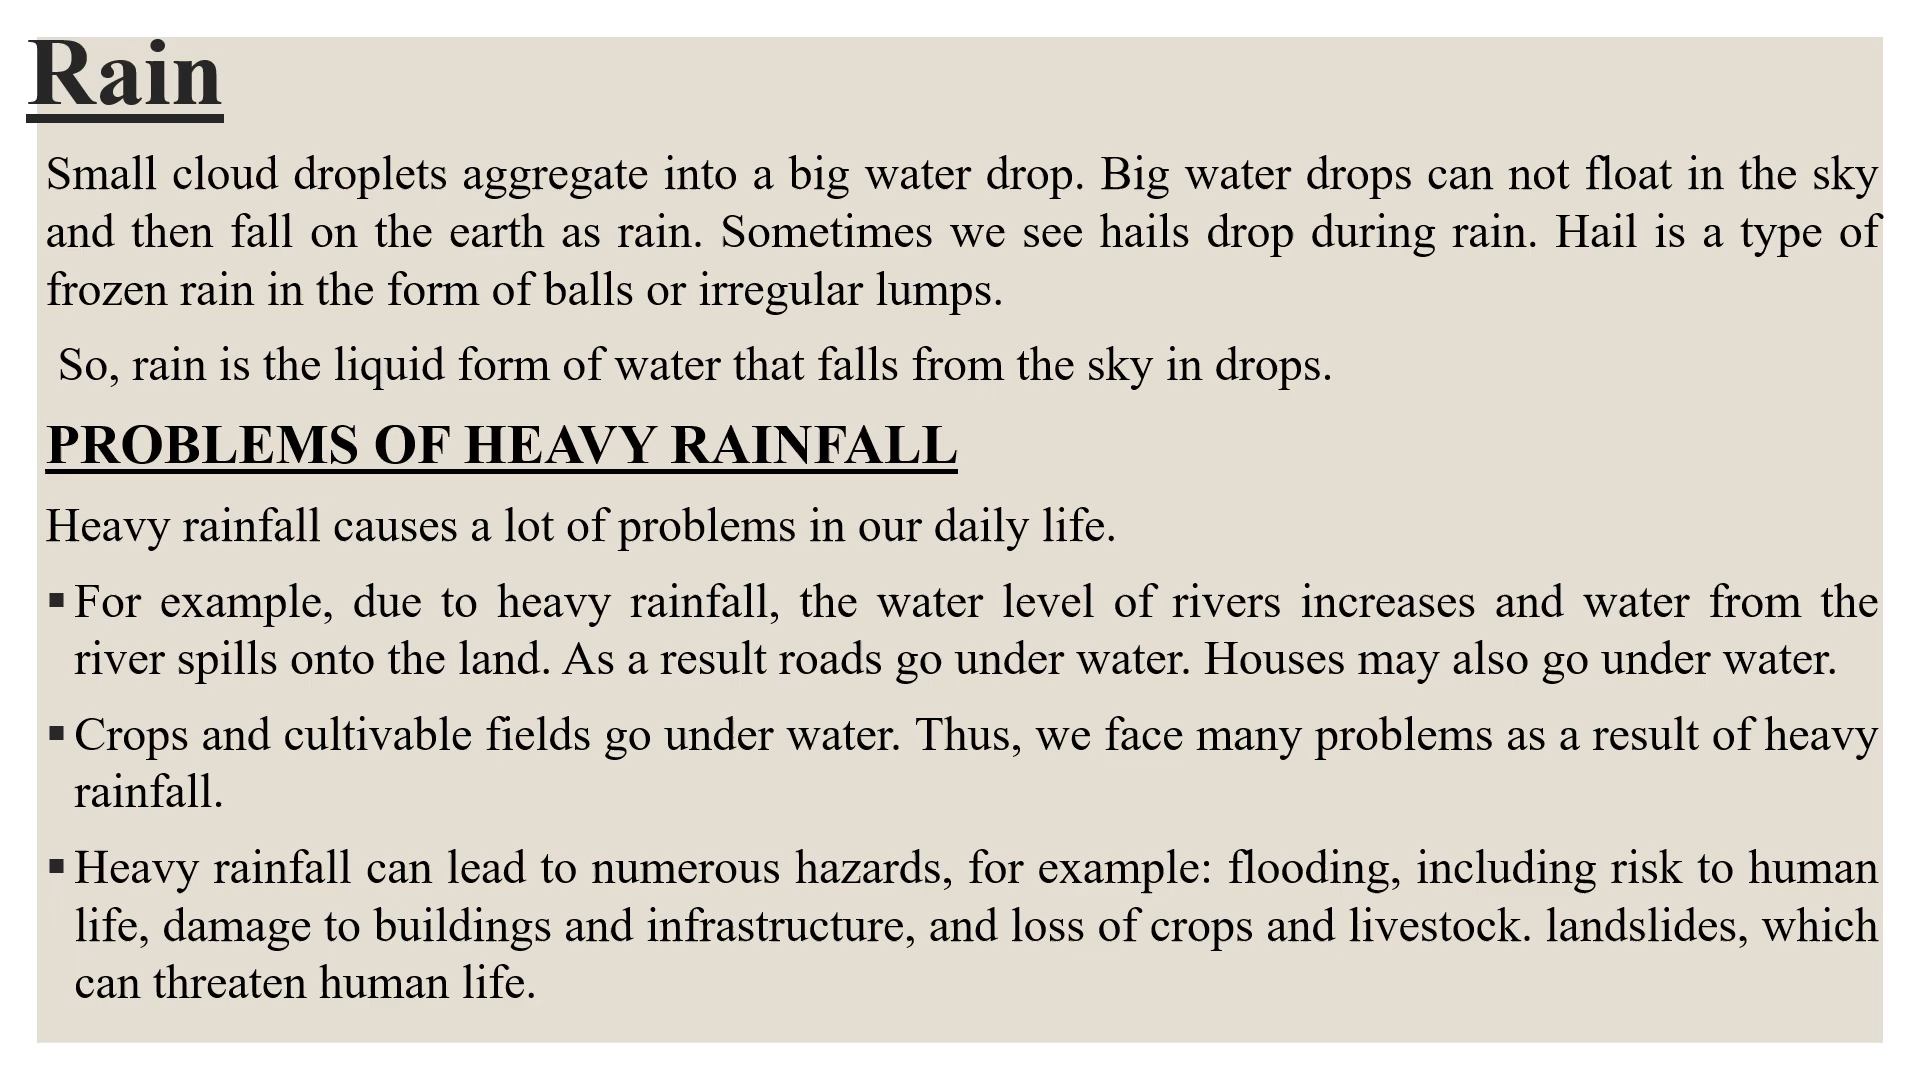 Rain
Small cloud droplets aggregate into a big water drop. Big water drops can not float in the sky
and then fall on the earth as rain. Sometimes we see hails drop during rain. Hail is a type of
frozen rain in the form of balls or irregular lumps.
So, rain is the liquid form of water that falls from the sky in drops.
PROBLEMS OF HEAVY RAINFALL
Heavy rainfall causes a lot of problems in our daily life.
▪ For example, due to heavy rainfall, the water level of rivers increases and water from the
river spills onto the land. As a result roads go under water. Houses may also go under water.
▪ Crops and cultivable fields go under water. Thus, we face many problems as a result of heavy
rainfall.
▪ Heavy rainfall can lead to numerous hazards, for example: flooding, including risk to human
life, damage to buildings and infrastructure, and loss of crops and livestock. landslides, which
can threaten human life.